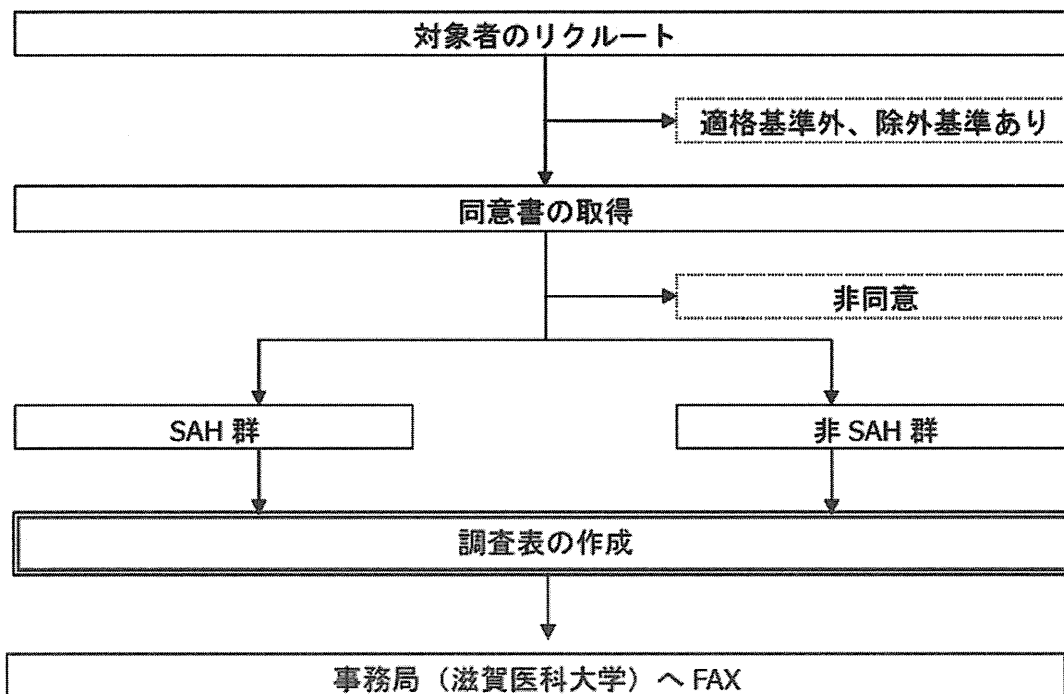 対象者のリクルート
適格基準外、除外基準あり
同意書の取得
非同意
SAH 群
非 SAH 群
調査表の作成
事務局（滋賀医科大学）へ FAX